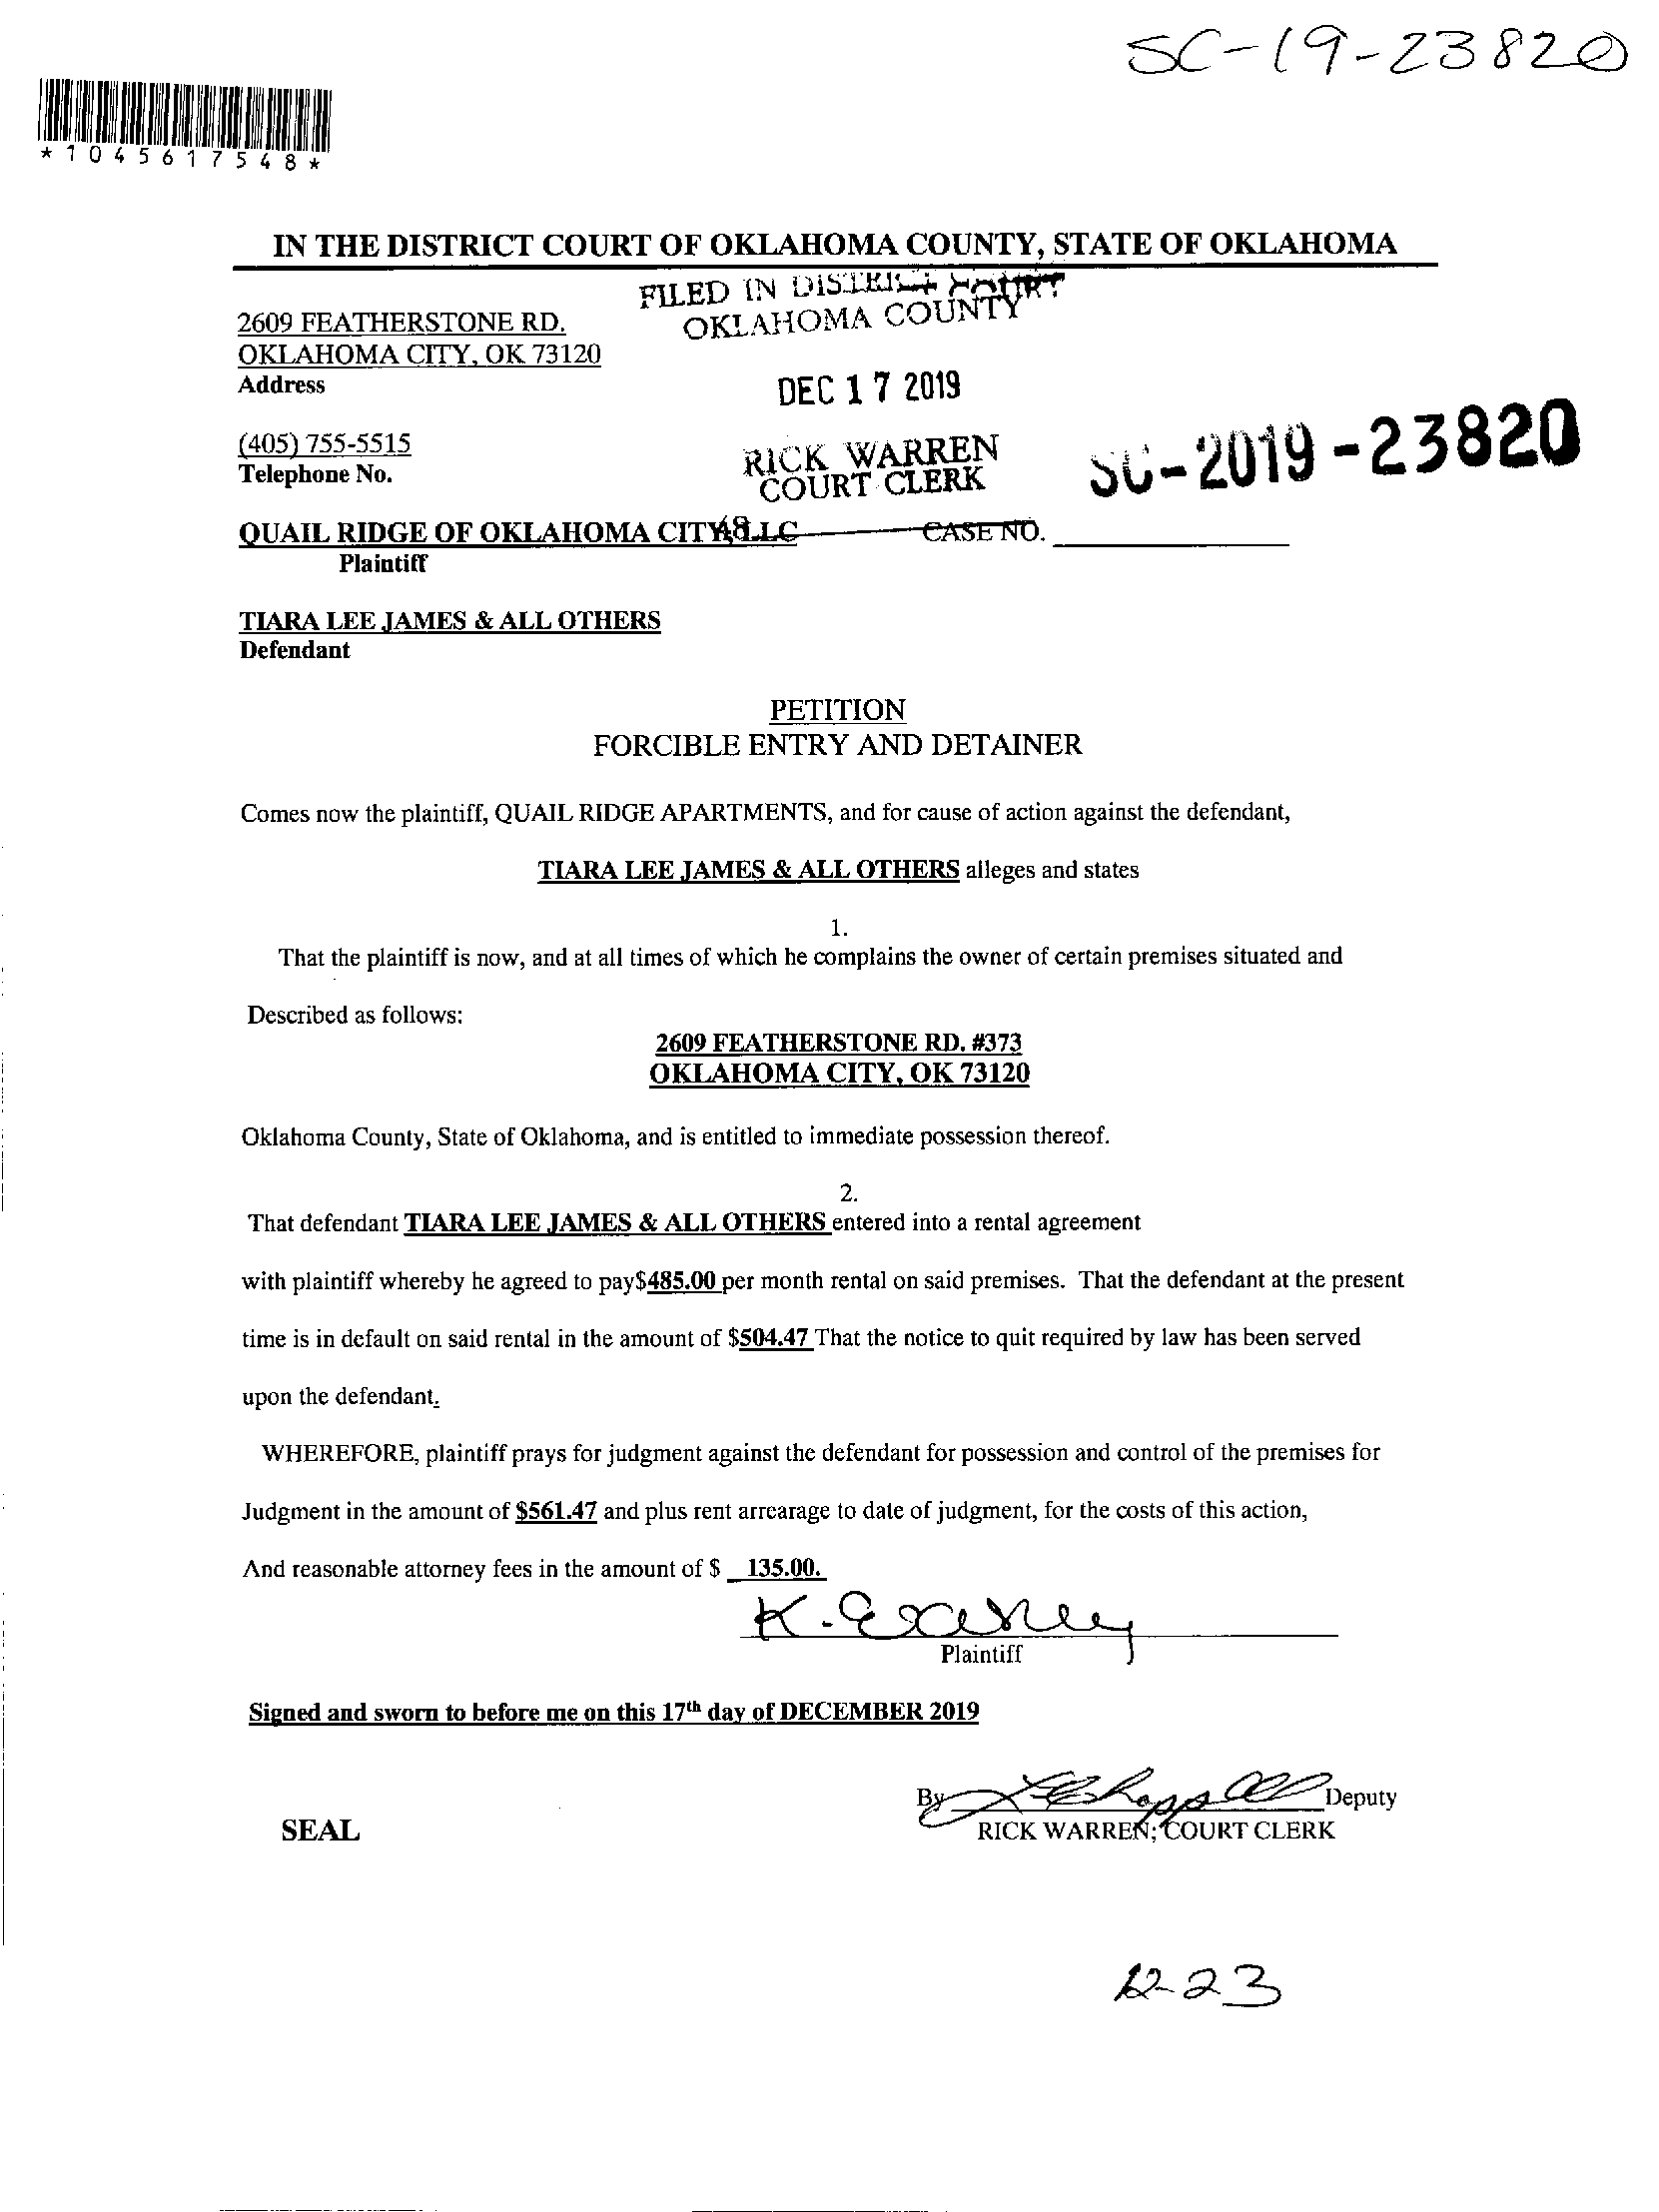 SC-19-23820
*1045617548*
IN THE DISTRICT COURT OF OKLAHOMA COUNTY, STATE OF OKLAHOMA
FILED IN DISTRICT COURT
OKLAHOMA COUNTY
2609 FEATHERSTONE RD.
OKLAHOMA CITY, OK 73120
Address
DEC 17 2019
(405) 755-5515
Telephone No.
RICK WARREN
COURT CLERK
SC-2019-23820
QUAIL RIDGE OF OKLAHOMA CITY, LLC
48
CASE NO.
Plaintiff
TIARA LEE JAMES & ALL OTHERS
Defendant
PETITION
FORCIBLE ENTRY AND DETAINER
Comes now the plaintiff, QUAIL RIDGE APARTMENTS, and for cause of action against the defendant,
TIARA LEE JAMES & ALL OTHERS alleges and states
1.
That the plaintiff is now, and at all times of which he complains the owner of certain premises situated and
Described as follows:
2609 FEATHERSTONE RD. #373
OKLAHOMA CITY, OK 73120
Oklahoma County, State of Oklahoma, and is entitled to immediate possession thereof.
2.
That defendant TIARA LEE JAMES & ALL OTHERS entered into a rental agreement
with plaintiff whereby he agreed to pay$485.00 per month rental on said premises. That the defendant at the present
time is in default on said rental in the amount of $504.47 That the notice to quit required by law has been served
upon the defendant.
WHEREFORE, plaintiff prays for judgment against the defendant for possession and control of the premises for
Judgment in the amount of $561.47 and plus rent arrearage to date of judgment, for the costs of this action,
And reasonable attorney fees in the amount of $ 135.00.
K.
Plaintiff
Signed and sworn to before me on this 17th day of DECEMBER 2019
By
Deputy
SEAL
RICK WARREN; COURT CLERK
12-23